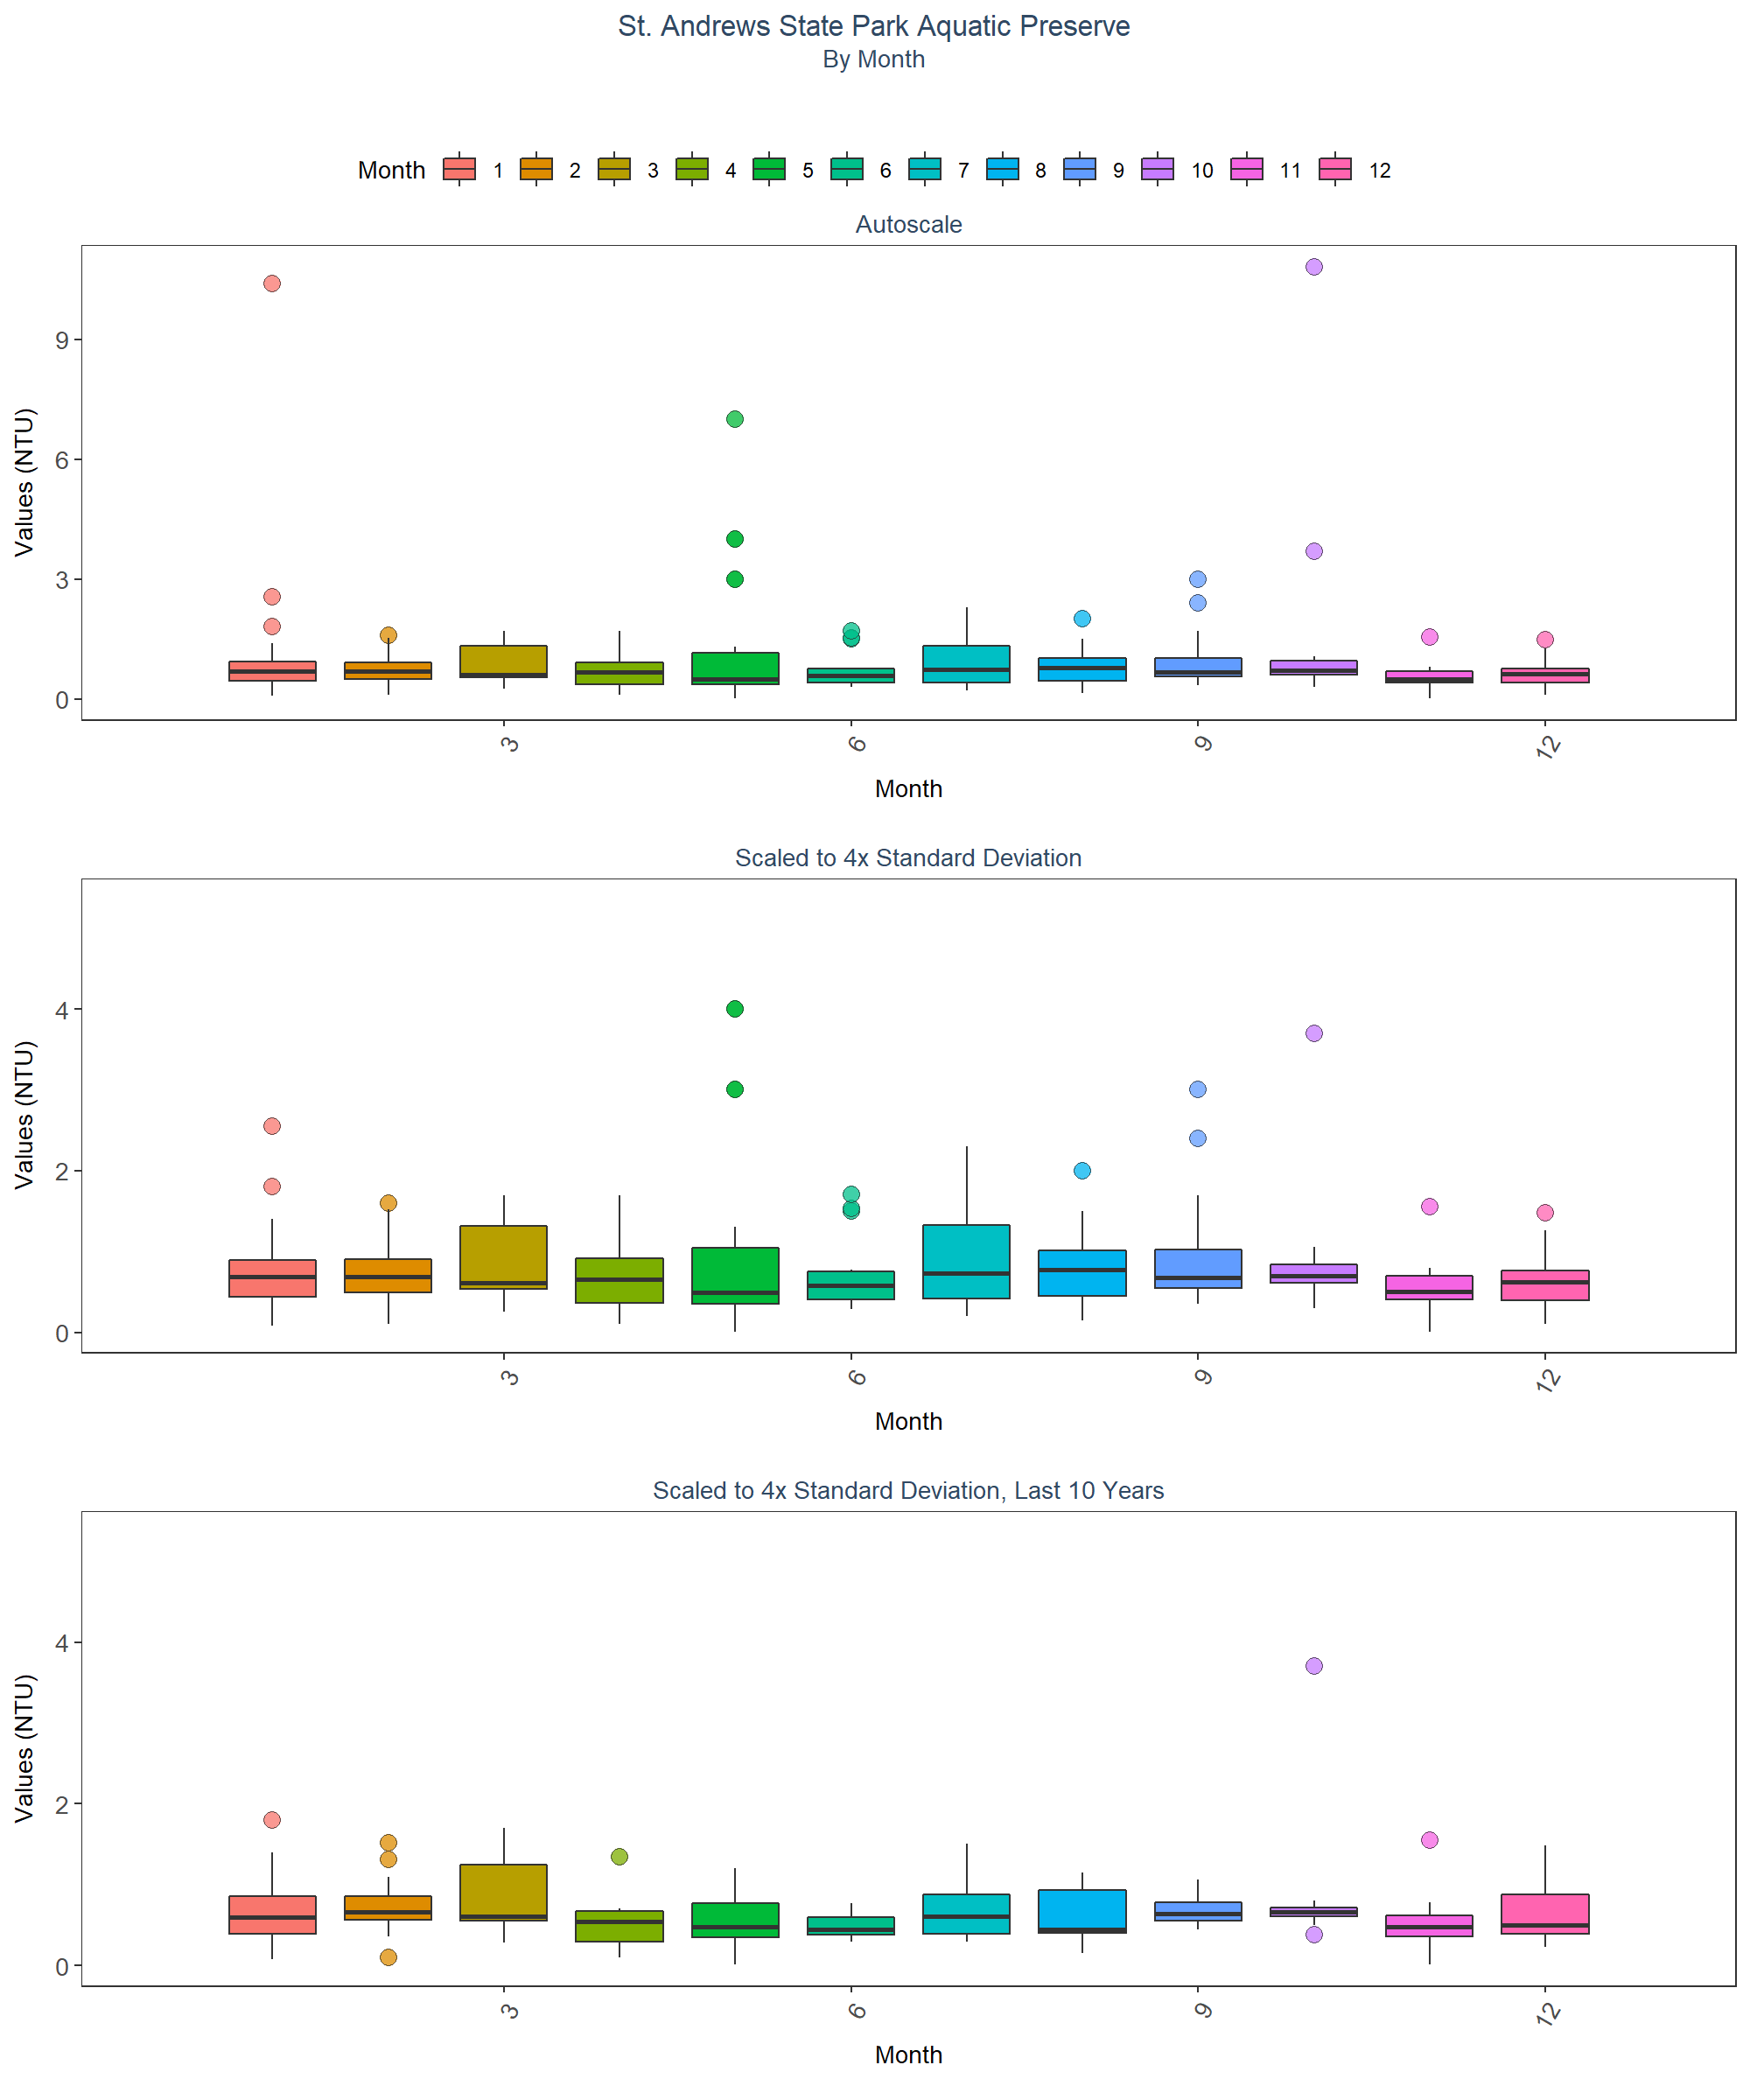 St. Andrews State Park Aquatic Preserve
By Month
Month 1 2 3 4 5 6 7 8 9 10 11 12
Autoscale
Values (NTU)
9
6
3
0
3 6 9 12
Month
Scaled to 4x Standard Deviation
Values (NTU)
4
2
0
3 6 9 12
Month
Scaled to 4x Standard Deviation, Last 10 Years
Values (NTU)
4
2
0
3 6 9 12
Month